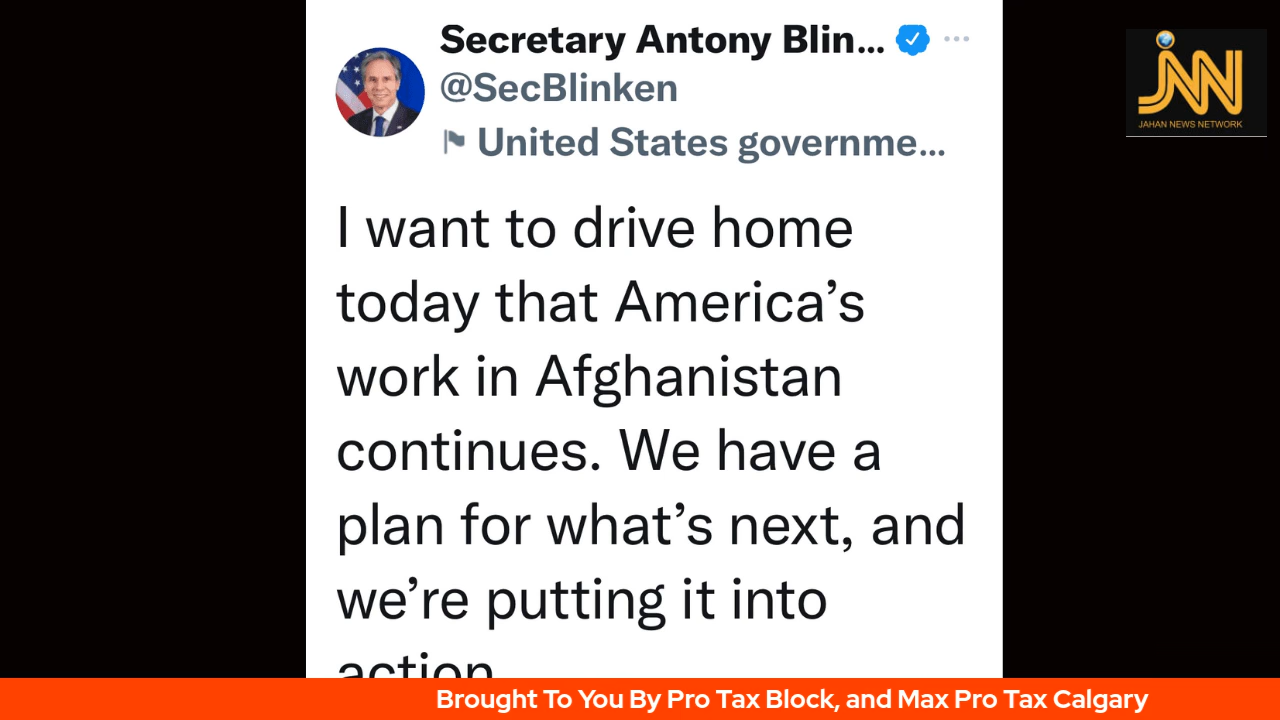 Secretary Antony Blin...
@SecBlinken
United States governme...
JNN
JAHAN NEWS NETWORK
I want to drive home
today that America’s
work in Afghanistan
continues. We have a
plan for what’s next, and
we’re putting it into
action
Brought To You By Pro Tax Block, and Max Pro Tax Calgary